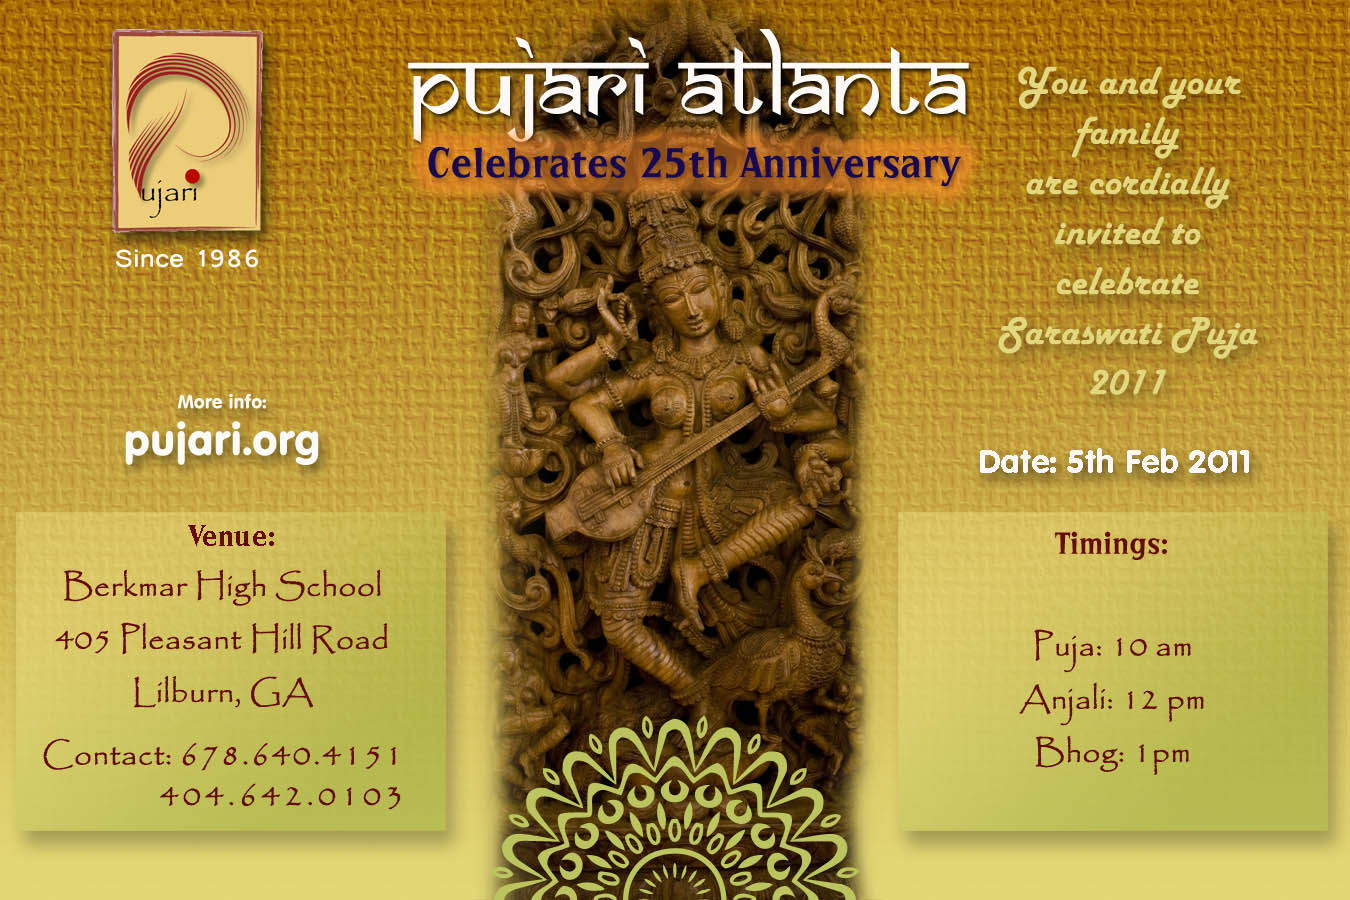 pujari atlanta
Celebrates 25th Anniversary
ujari
Since 1986
More info:
pujari.org
Venue:
Berkmar High School
405 Pleasant Hill Road
Lilburn, GA
Contact: 678.640.4151
404.642.0103
You and your
family
are cordially
invited to
celebrate
Saraswati Puja
2011
Date: 5th Feb 2011
Timings:
Puja: 10 am
Anjali: 12 pm
Bhog: 1pm